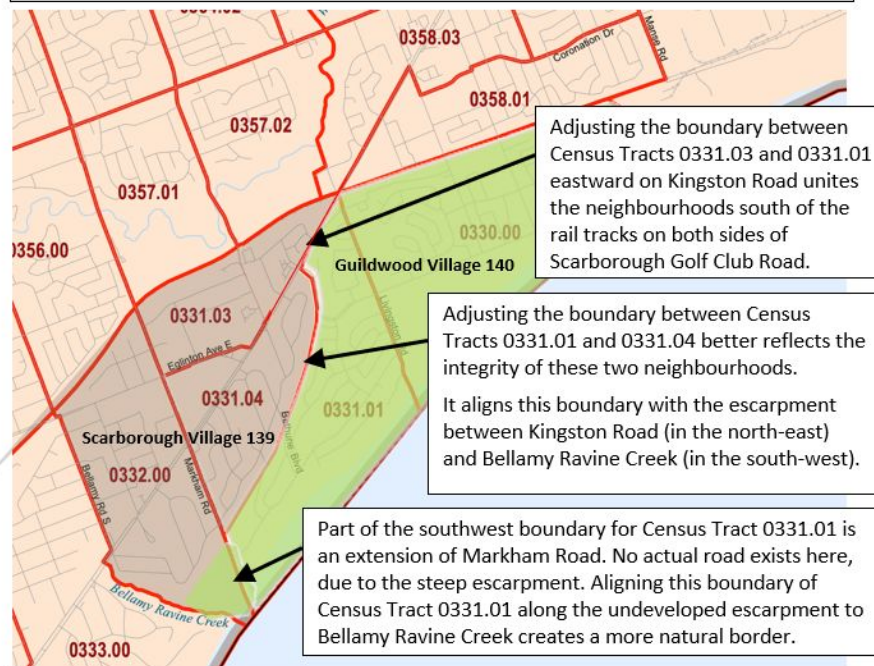 0358.03
Coronation Dr
Manse Rd
0358.01
0357.02
0357.01
0356.00
Adjusting the boundary between
Census Tracts 0331.03 and 0331.01
eastward on Kingston Road unites
the neighbourhoods south of the
rail tracks on both sides of
Scarborough Golf Club Road.
0330.00
Guildwood Village 140
Livingston Rd
0331.03
Eglinton Ave E
0331.04
Adjusting the boundary between Census
Tracts 0331.01 and 0331.04 better reflects the
integrity of these two neighbourhoods.
It aligns this boundary with the escarpment
between Kingston Road (in the north-east)
and Bellamy Ravine Creek (in the south-west).
0331.01
Bethune Blvd
Scarborough Village 139
0332.00
Markham Rd
Bellamy Rd S
Part of the southwest boundary for Census Tract 0331.01 is
an extension of Markham Road. No actual road exists here,
due to the steep escarpment. Aligning this boundary of
Census Tract 0331.01 along the undeveloped escarpment to
Bellamy Ravine Creek creates a more natural border.
Bellamy Ravine Creek
0333.00